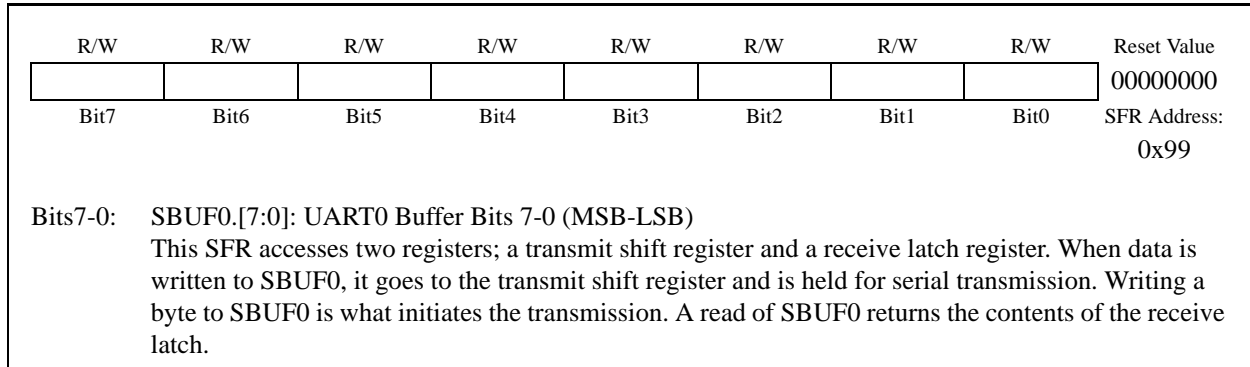 R/W R/W R/W R/W R/W R/W R/W R/W Reset Value
00000000
Bit7 Bit6 Bit5 Bit4 Bit3 Bit2 Bit1 Bit0 SFR Address:
0x99
Bits7-0: SBUF0.[7:0]: UART0 Buffer Bits 7-0 (MSB-LSB)
This SFR accesses two registers; a transmit shift register and a receive latch register. When data is
written to SBUF0, it goes to the transmit shift register and is held for serial transmission. Writing a
byte to SBUF0 is what initiates the transmission. A read of SBUF0 returns the contents of the receive
latch.